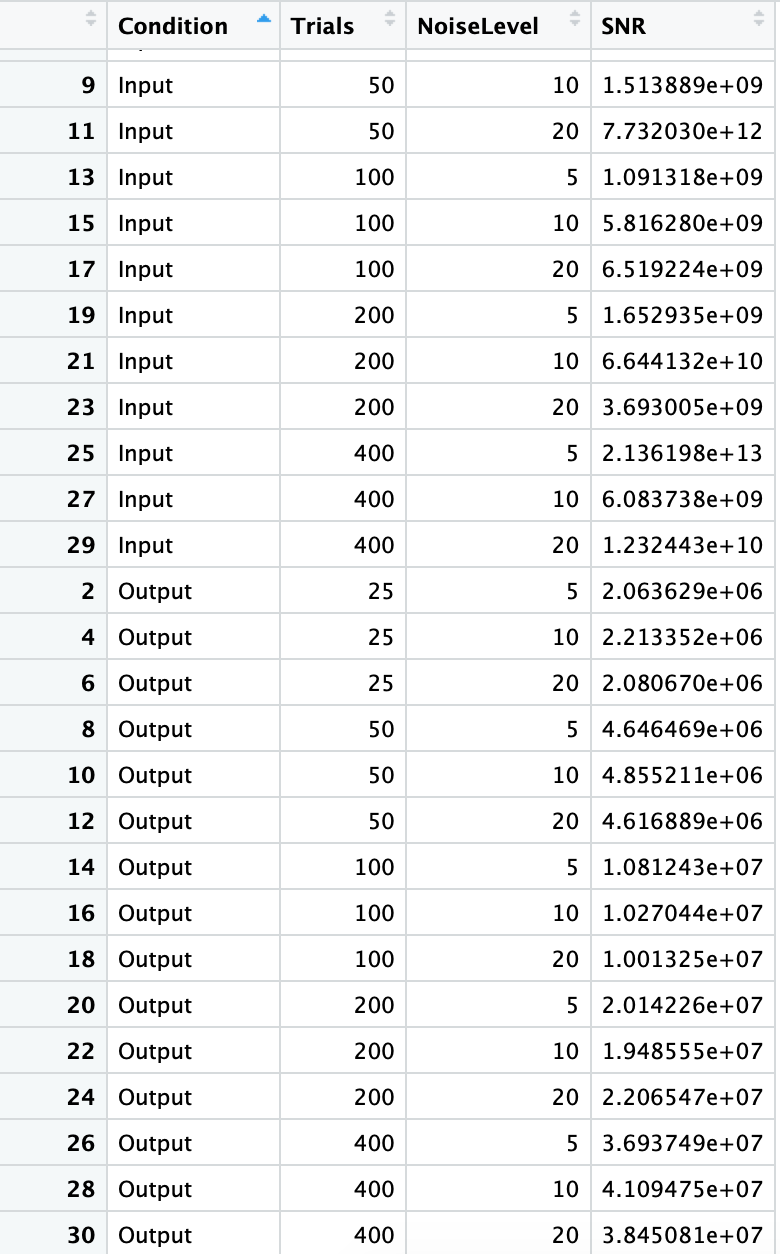 Condition Trials NoiseLevel SNR
9 Input 50 10 1.513889e+09
11 Input 50 20 7.732030e+12
13 Input 100 5 1.091318e+09
15 Input 100 10 5.816280e+09
17 Input 100 20 6.519224e+09
19 Input 200 5 1.652935e+09
21 Input 200 10 6.644132e+10
23 Input 200 20 3.693005e+09
25 Input 400 5 2.136198e+13
27 Input 400 10 6.083738e+09
29 Input 400 20 1.232443e+10
2 Output 25 5 2.063629e+06
4 Output 25 10 2.213352e+06
6 Output 25 20 2.080670e+06
8 Output 50 5 4.646469e+06
10 Output 50 10 4.855211e+06
12 Output 50 20 4.616889e+06
14 Output 100 5 1.081243e+07
16 Output 100 10 1.027044e+07
18 Output 100 20 1.001325e+07
20 Output 200 5 2.014226e+07
22 Output 200 10 1.948555e+07
24 Output 200 20 2.206547e+07
26 Output 400 5 3.693749e+07
28 Output 400 10 4.109475e+07
30 Output 400 20 3.845081e+07